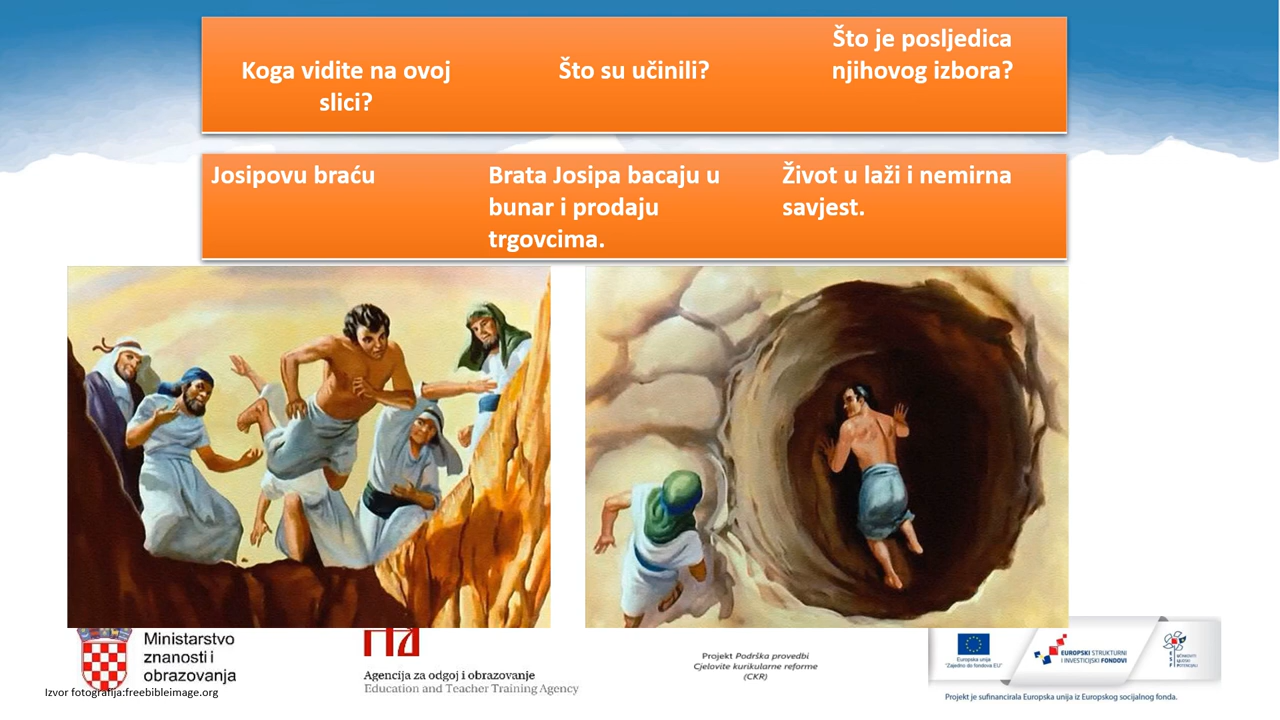 Koga vidite na ovoj
slici?
Što su učinili?
Što je posljedica
njihovog izbora?
Josipovu braću
Brata Josipa bacaju u
bunar i prodaju
trgovcima.
Život u laži i nemirna
savjest.
Ministarstvo
znanosti i
obrazovanja
Izvor fotografija:freebibleimage.org
Agencija za odgoj i obrazovanje
Education and Teacher Training Agency
Projekt Podrška provedbi
Cjelovite kurikularne reforme
(CKR)
Europska unija
"Zajedno do fondova EU"
EUROPSKI STRUKTURNI
I INVESTICIJSKI FONDOVI
Projekt je sufinancirala Europska unija iz Europskog socijalnog fonda.